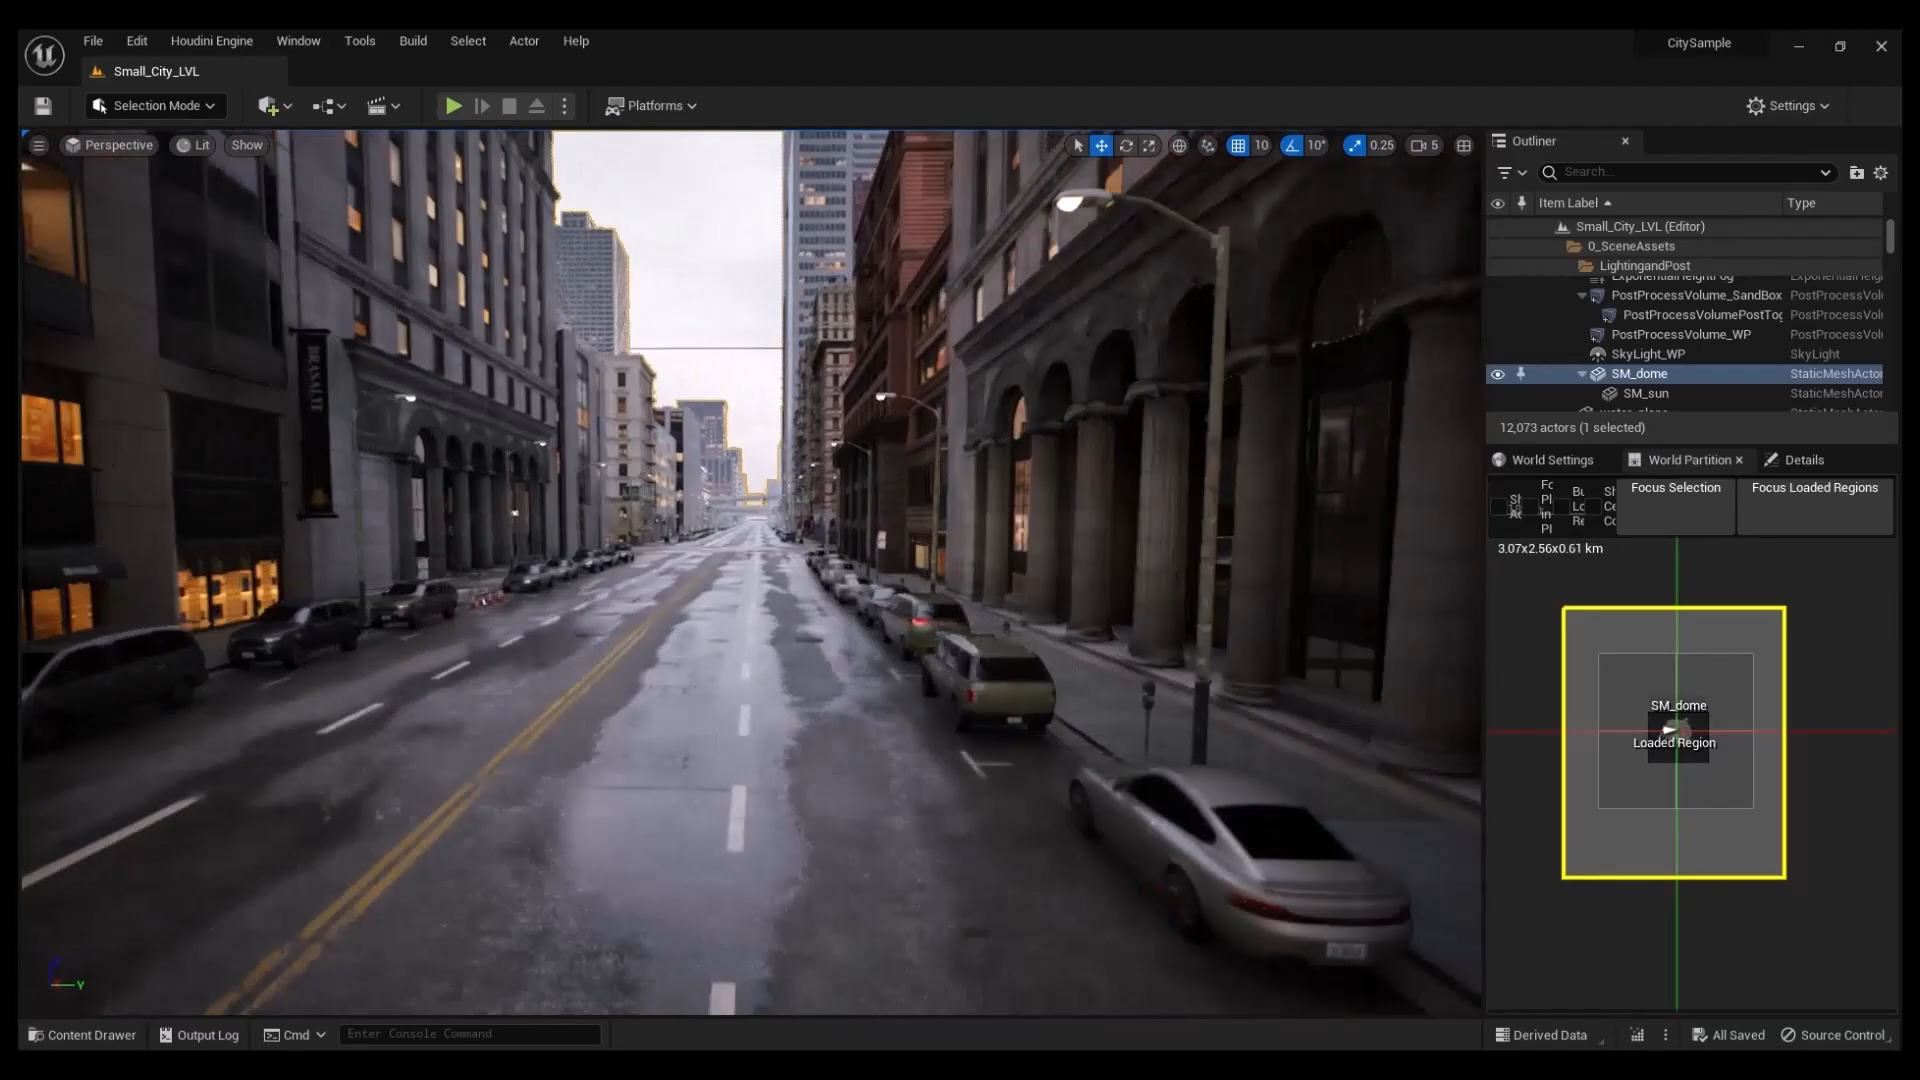 File Edit Houdini Engine Window Tools Build Select Actor Help
CitySample
Small_City_LVL
Selection Mode
Platforms
Settings
Perspective Lit Show
10 10° 0.25 5
Outliner
Search...
Item Label Type
Small_City_LVL (Editor)
0_SceneAssets
LightingandPost
PostProcessVolume_SandBox PostProcessVolu
PostProcessVolumePostTog PostProcessVolu
PostProcessVolume_WP PostProcessVolu
SkyLight_WP SkyLight
SM_dome StaticMeshActor
SM_sun StaticMeshActor
12,073 actors (1 selected)
World Settings World Partition Details
Focus Selection Focus Loaded Regions
3.07x2.56x0.61 km
SM_dome
Loaded Region
Y
Content Drawer Output Log Cmd Enter Console Command
Derived Data All Saved Source Control